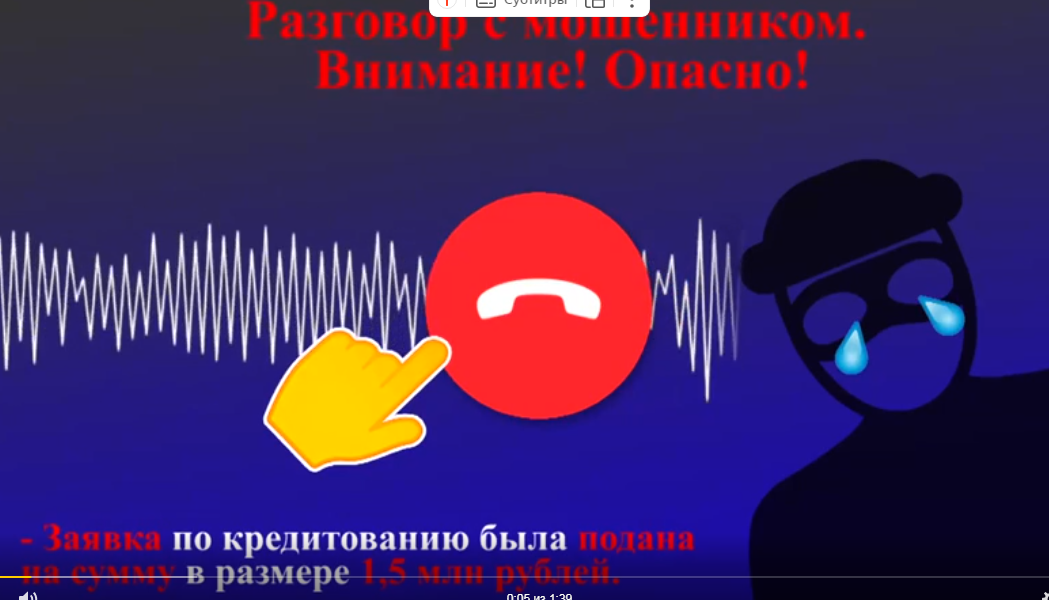 Субтитры
Разговор с мошенником.
Внимание! Опасно!
- Заявка по кредитованию была подана
на сумму в размере 1,5 млн рублей.
0:05 из 1:39